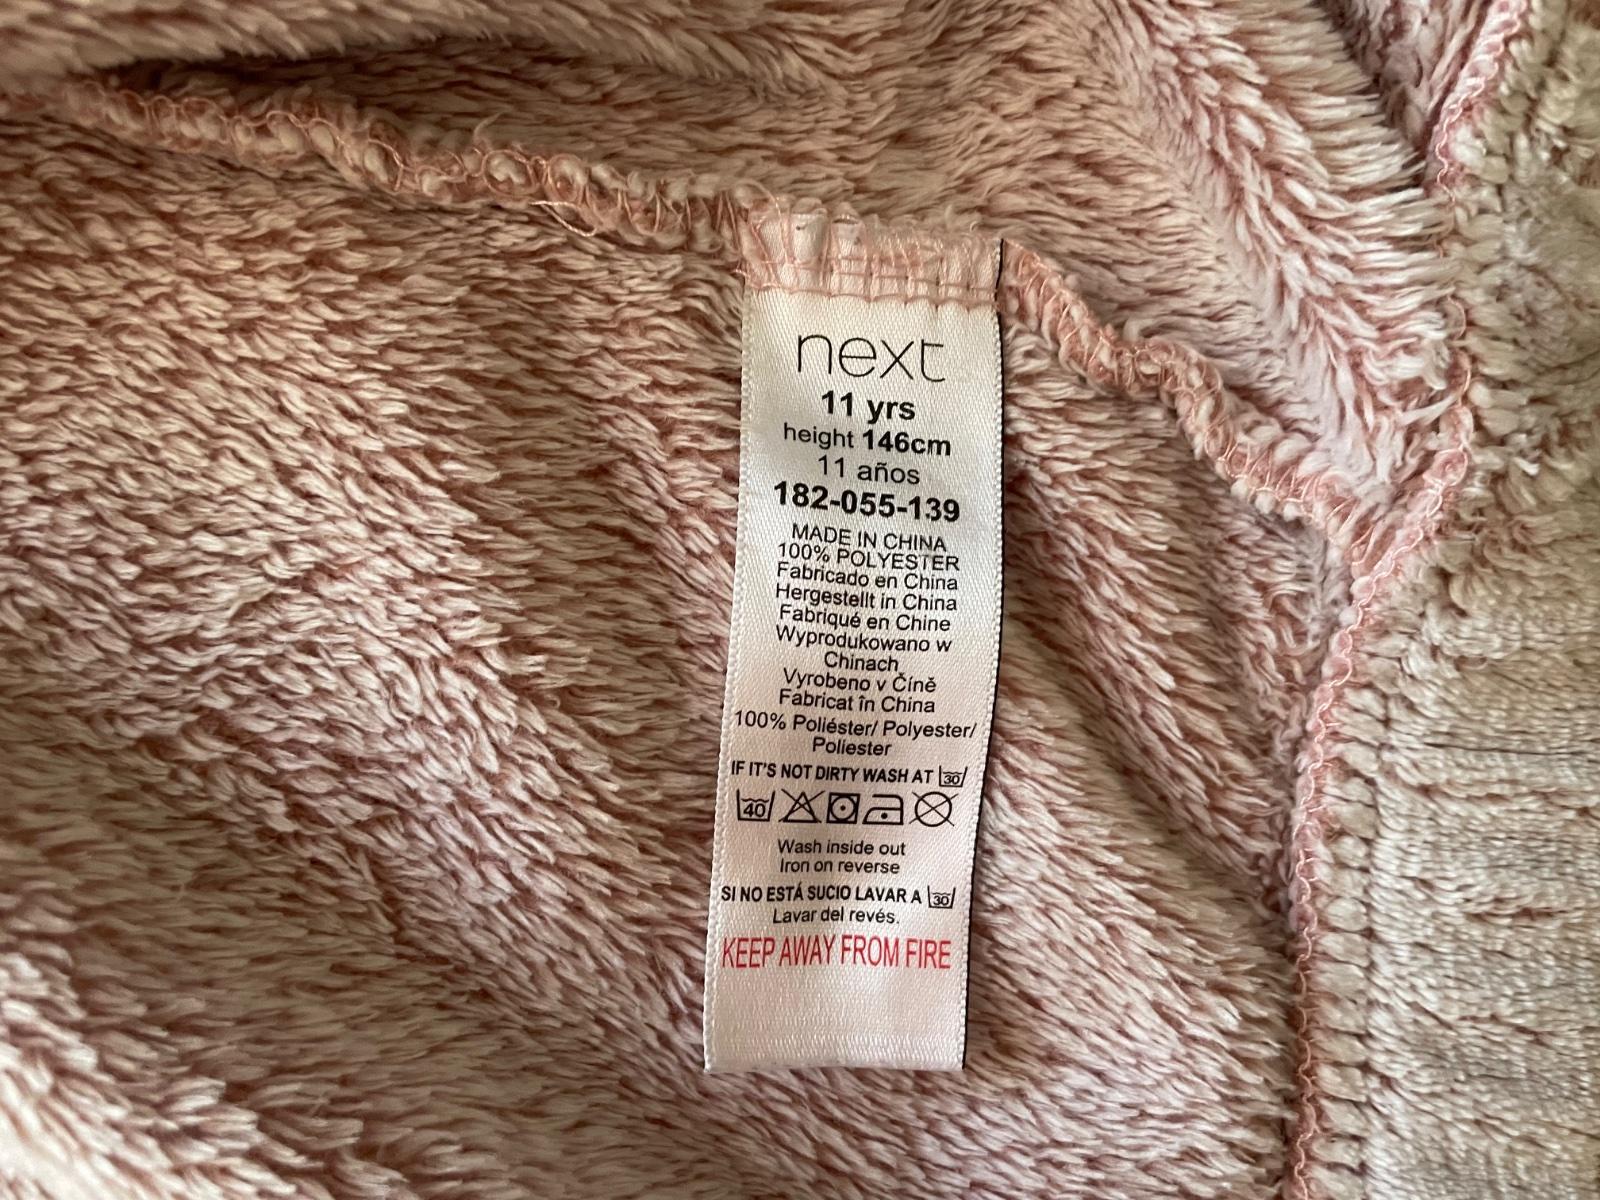 next
11 yrs
height 146cm
11 años
182-055-139
MADE IN CHINA
100% POLYESTER
Fabricado en China
Hergestellt in China
Fabriqué en Chine
Wyprodukowano w
Chinach
Vyrobeno v Číně
Fabricat în China
100% Poliéster/ Polyester/
Poliester
IF IT'S NOT DIRTY WASH AT 30
40
Wash inside out
Iron on reverse
SI NO ESTÁ SUCIO LAVAR A 30
Lavar del revés.
KEEP AWAY FROM FIRE